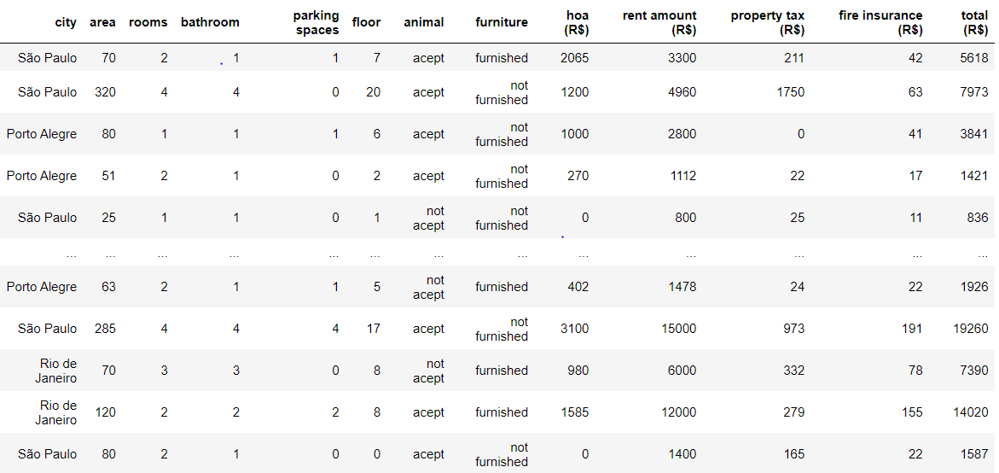 city area rooms bathroom parking spaces floor animal furniture hoa (R$) rent amount (R$) property tax (R$) fire insurance (R$) total (R$)
São Paulo 70 2 1 1 7 acept furnished 2065 3300 211 42 5618
São Paulo 320 4 4 0 20 acept not furnished 1200 4960 1750 63 7973
Porto Alegre 80 1 1 1 6 acept not furnished 1000 2800 0 41 3841
Porto Alegre 51 2 1 0 2 acept not furnished 270 1112 22 17 1421
São Paulo 25 1 1 0 1 not acept not furnished 0 800 25 11 836
... ... ... ... ... ... ... ... ... ... ... ... ...
Porto Alegre 63 2 1 1 5 not acept furnished 402 1478 24 22 1926
São Paulo 285 4 4 4 17 acept not furnished 3100 15000 973 191 19260
Rio de Janeiro 70 3 3 0 8 not acept furnished 980 6000 332 78 7390
Rio de Janeiro 120 2 2 2 8 acept furnished 1585 12000 279 155 14020
São Paulo 80 2 1 0 0 acept not furnished 0 1400 165 22 1587